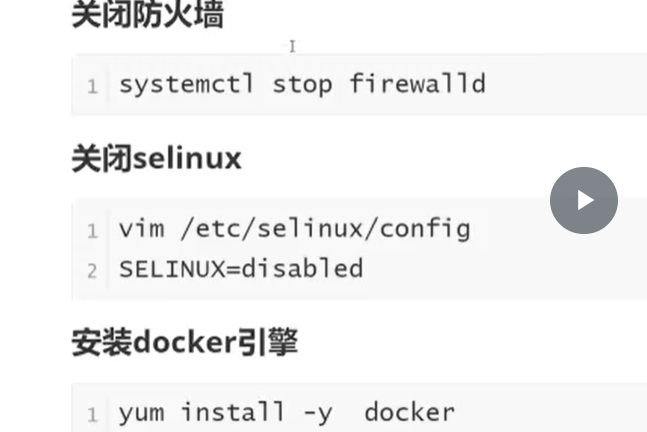 关闭防火墙
1 systemctl stop firewalld
关闭selinux
1 vim /etc/selinux/config
2 SELINUX=disabled
安装docker引擎
1 yum install -y  docker